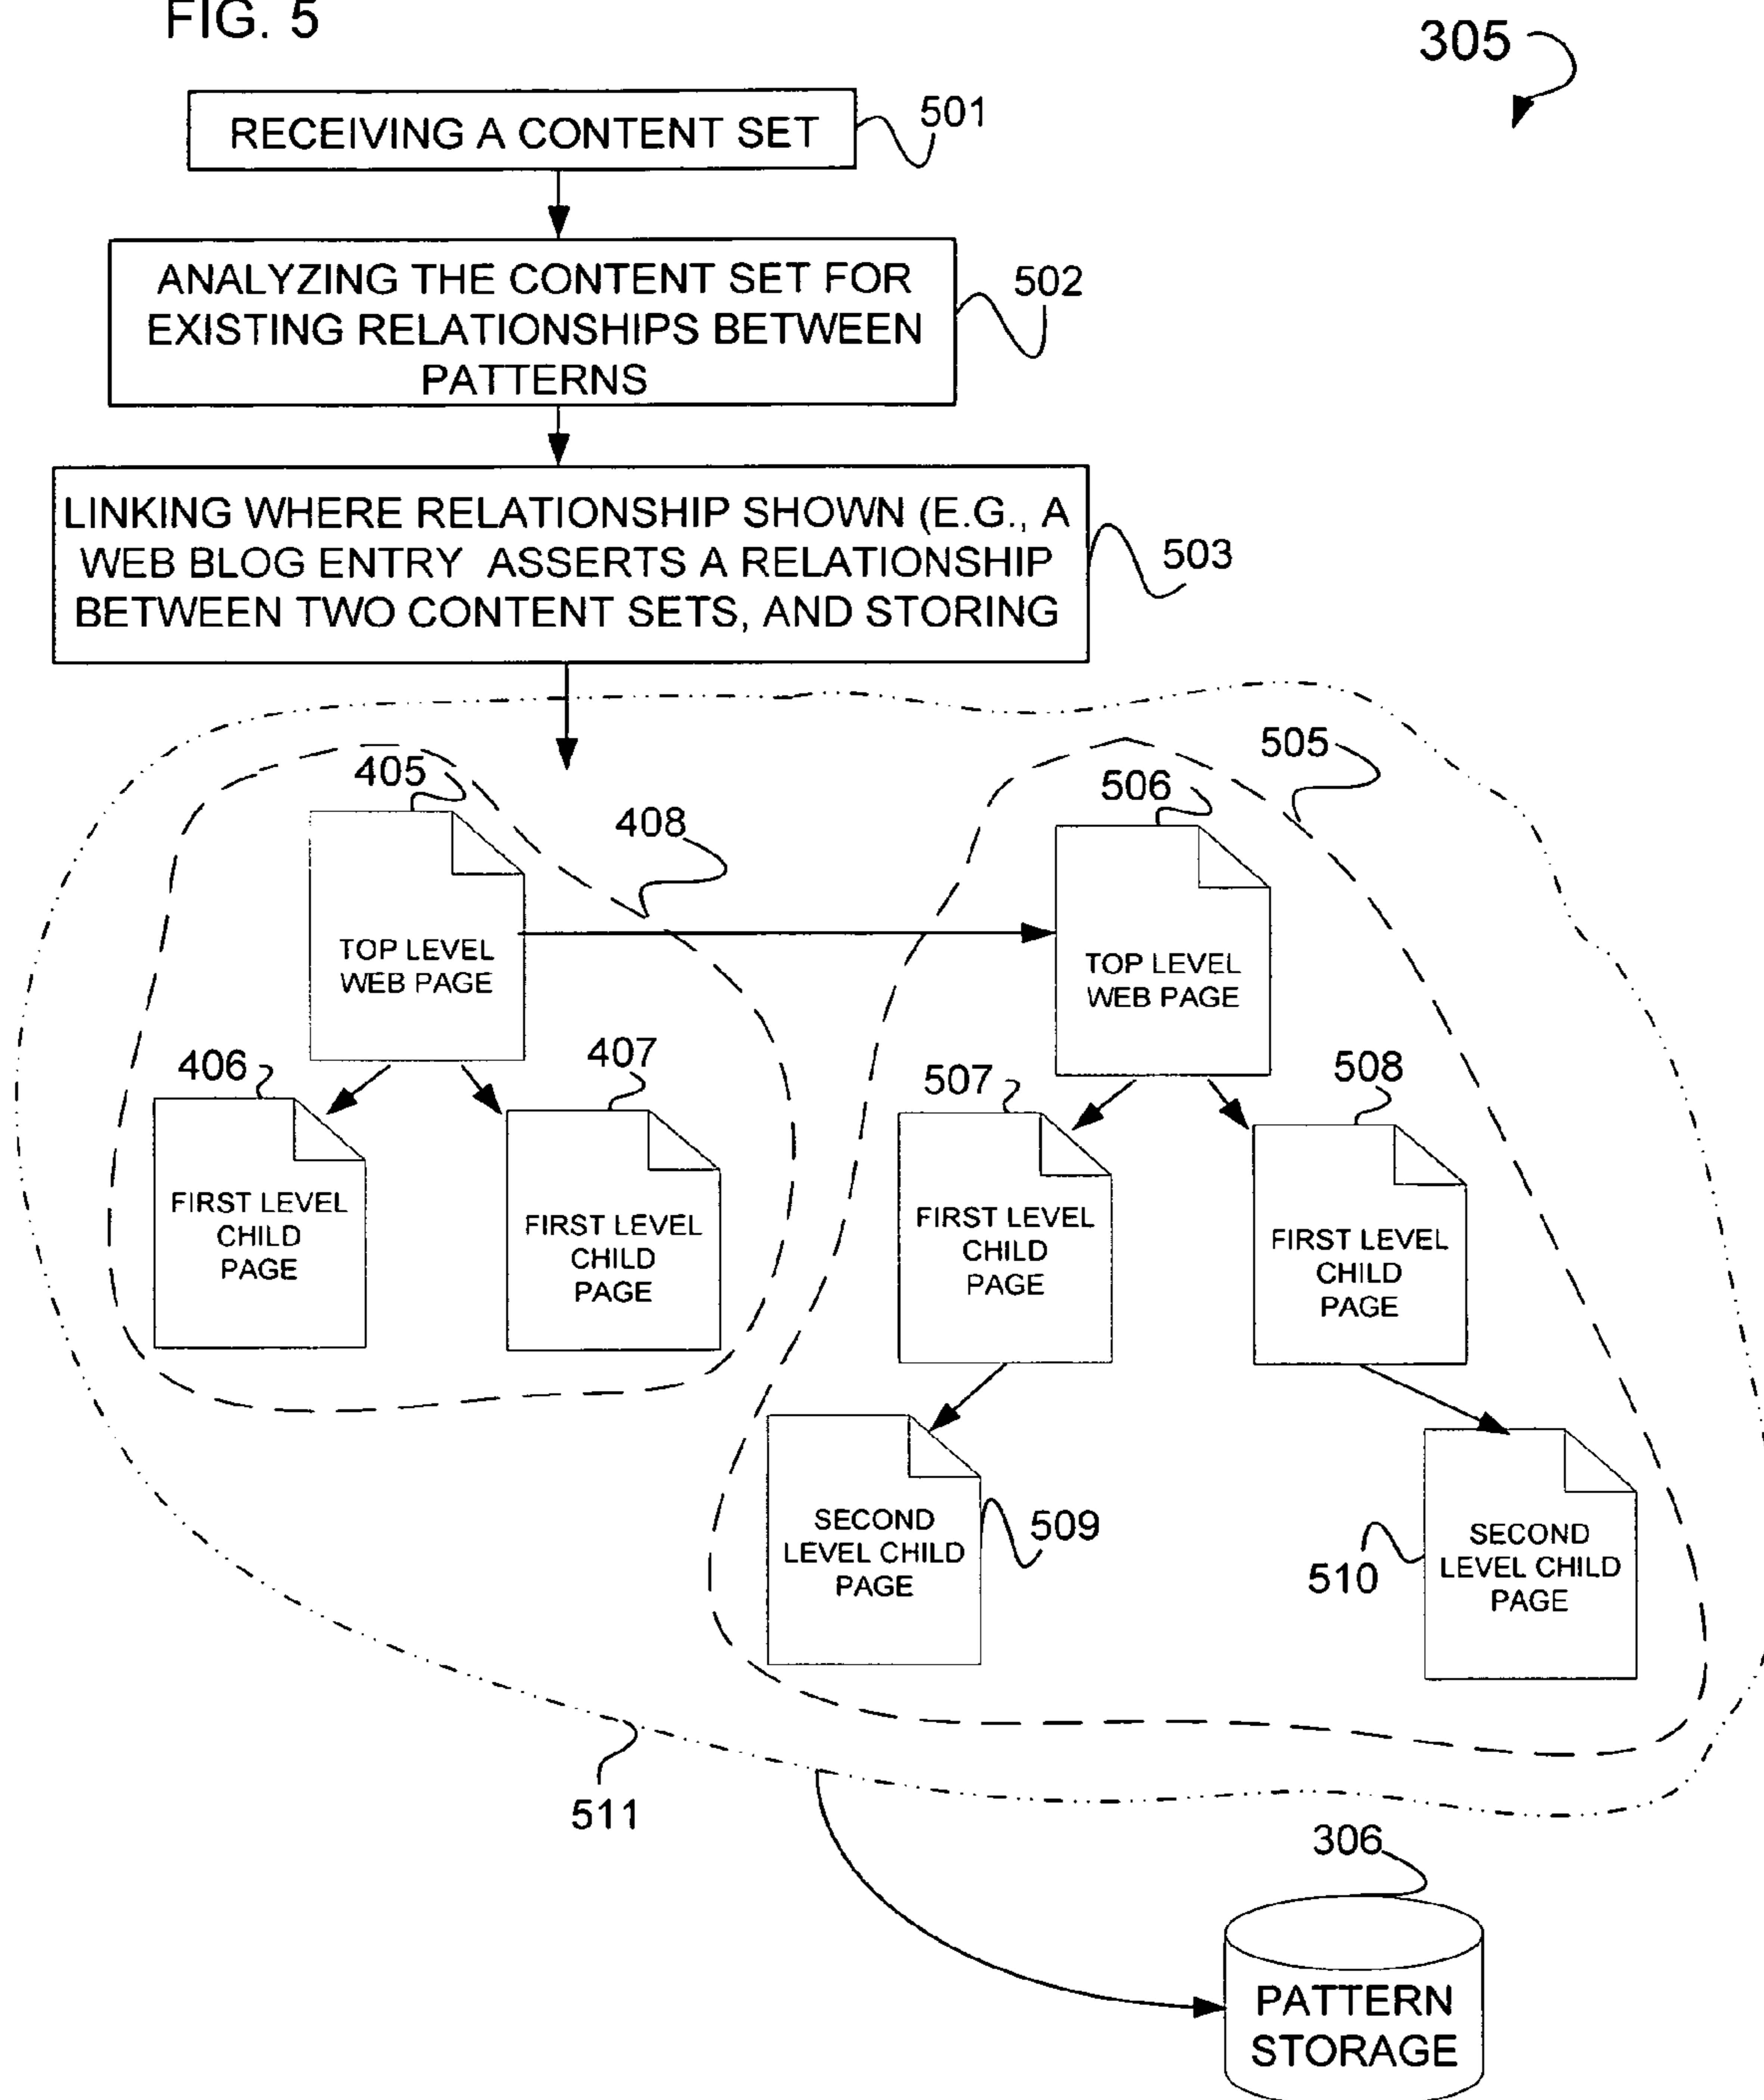 FIG. 5
305
RECEIVING A CONTENT SET
501
ANALYZING THE CONTENT SET FOR
EXISTING RELATIONSHIPS BETWEEN
PATTERNS
502
LINKING WHERE RELATIONSHIP SHOWN (E.G., A
WEB BLOG ENTRY ASSERTS A RELATIONSHIP
BETWEEN TWO CONTENT SETS, AND STORING
503
505
405
506
408
TOP LEVEL
WEB PAGE
TOP LEVEL
WEB PAGE
406
407
507
508
FIRST LEVEL
CHILD
PAGE
FIRST LEVEL
CHILD
PAGE
FIRST LEVEL
CHILD
PAGE
FIRST LEVEL
CHILD
PAGE
SECOND
LEVEL CHILD
PAGE
509
510
SECOND
LEVEL CHILD
PAGE
511
306
PATTERN
STORAGE